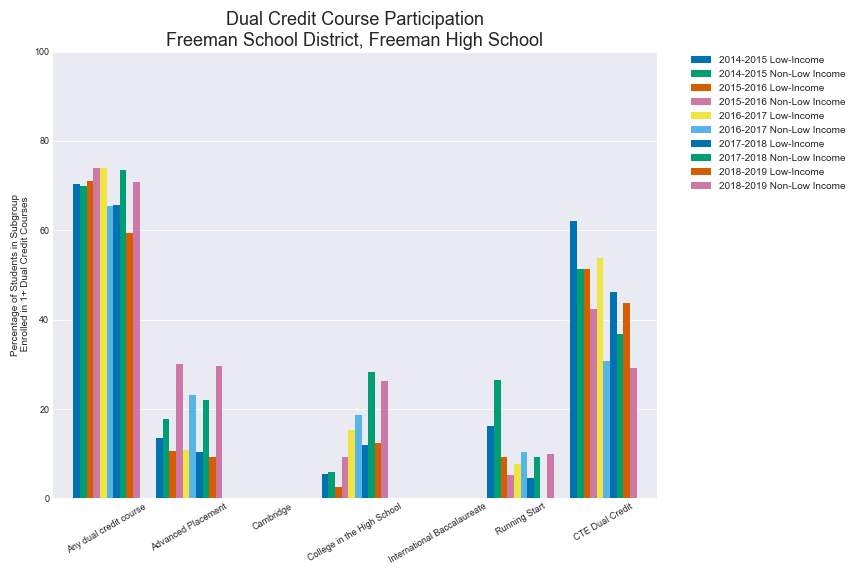 Dual Credit Course Participation
Freeman School District, Freeman High School
Percentage of Students in Subgroup
Enrolled in 1+ Dual Credit Courses
100
80
60
40
20
0
Any dual credit course
Advanced Placement
Cambridge
College in the High School
International Baccalaureate
Running Start
CTE Dual Credit
2014-2015 Low-Income
2014-2015 Non-Low Income
2015-2016 Low-Income
2015-2016 Non-Low Income
2016-2017 Low-Income
2016-2017 Non-Low Income
2017-2018 Low-Income
2017-2018 Non-Low Income
2018-2019 Low-Income
2018-2019 Non-Low Income